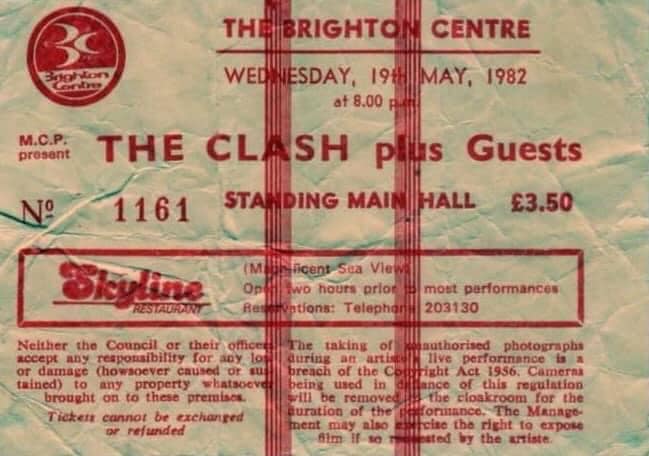 THE BRIGHTON CENTRE
Brighton
Centre
WEDNESDAY, 19th MAY, 1982
at 8.00 p.m.
M.C.P.
present
THE CLASH plus Guests
Nº 1161
STANDING MAIN HALL £3.50
Skyline
RESTAURANT
(Magnificent Sea View)
Open two hours prior to most performances
Reservations: Telephone 203130
Neither the Council or their officers
accept any responsibility for any loss
or damage (howsoever caused or sus-
tained) to any property whatsoever
brought on to these premises.
Tickets cannot be exchanged
or refunded
The taking of unauthorised photographs
during an artiste's live performance is a
breach of the Copyright Act 1956. Cameras
being used in defiance of this regulation
will be removed to the cloakroom for the
duration of the performance. The Manage-
ment may also exercise the right to expose
film if so requested by the artiste.